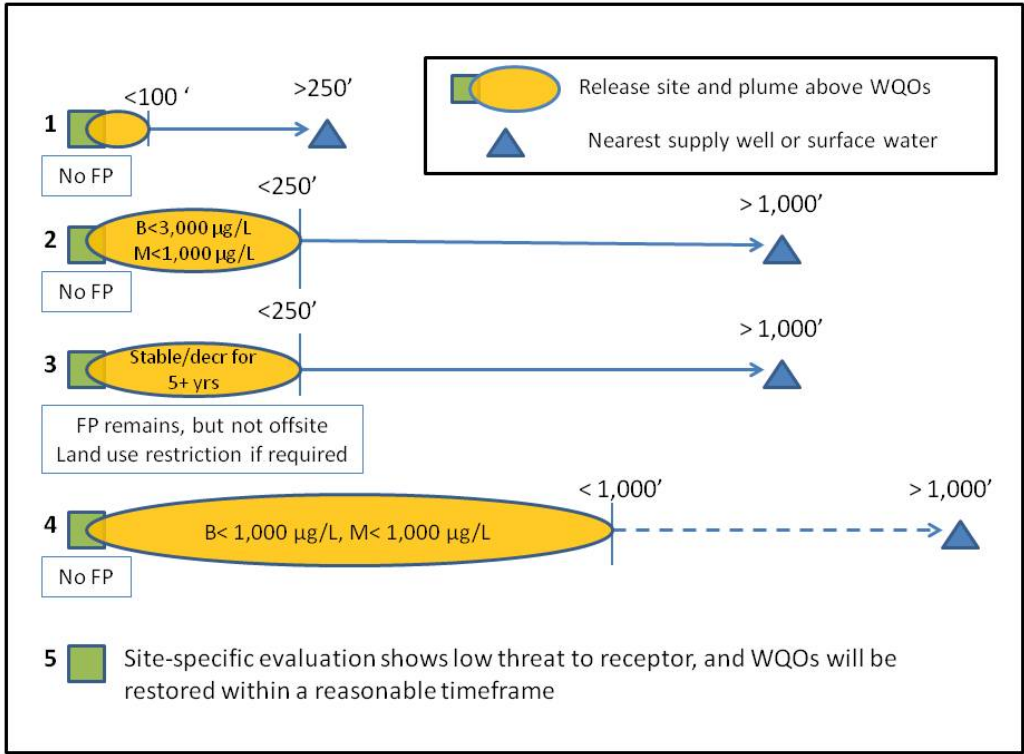 <100 ‘
>250’
Release site and plume above WQOs
1
Nearest supply well or surface water
No FP
<250’
> 1,000’
2
B<3,000 µg/L
M<1,000 µg/L
No FP
<250’
> 1,000’
3
Stable/decr for
5+ yrs
FP remains, but not offsite
Land use restriction if required
< 1,000’
> 1,000’
4
B< 1,000 µg/L, M< 1,000 µg/L
No FP
5
Site-specific evaluation shows low threat to receptor, and WQOs will be
restored within a reasonable timeframe